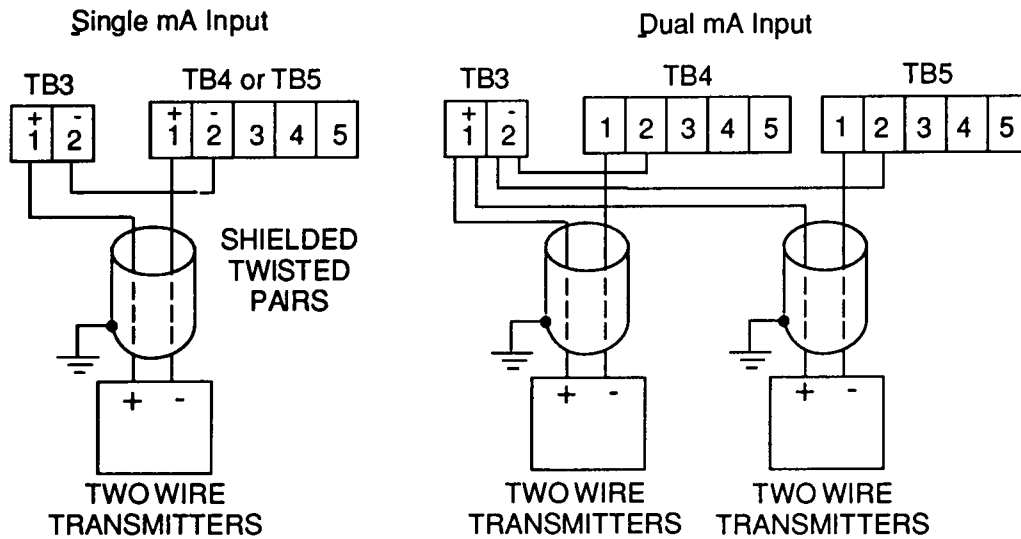 Single mA Input
TB3
TB4 or TB5
+ -
1 2
+ -
1 2 3 4 5
SHIELDED
TWISTED
PAIRS
+ -
TWO WIRE
TRANSMITTERS
Dual mA Input
TB3
TB4
TB5
+ -
1 2
1 2 3 4 5
1 2 3 4 5
+ -
+ -
TWO WIRE
TRANSMITTERS
TWO WIRE
TRANSMITTERS